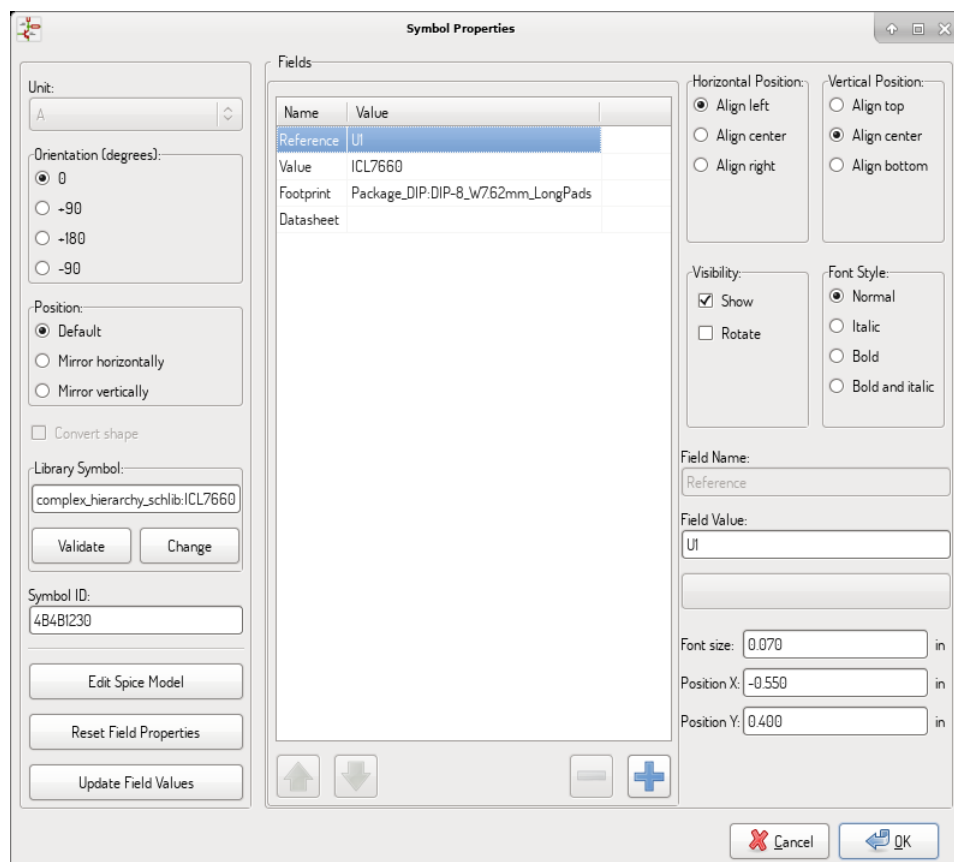 Symbol Properties
Unit:
A
Orientation (degrees):
0
+90
+180
-90
Position:
Default
Mirror horizontally
Mirror vertically
Convert shape
Library Symbol:
complex_hierarchy_schlib:ICL7660
Validate
Change
Symbol ID:
4B4B1230
Edit Spice Model
Reset Field Properties
Update Field Values
Fields
Name Value
Reference U1
Value ICL7660
Footprint Package_DIP:DIP-8_W7.62mm_LongPads
Datasheet
Horizontal Position:
Align left
Align center
Align right
Vertical Position:
Align top
Align center
Align bottom
Visibility:
Show
Rotate
Font Style:
Normal
Italic
Bold
Bold and italic
Field Name:
Reference
Field Value:
U1
Font size: 0.070 in
Position X: -0.550 in
Position Y: 0.400 in
Cancel
OK